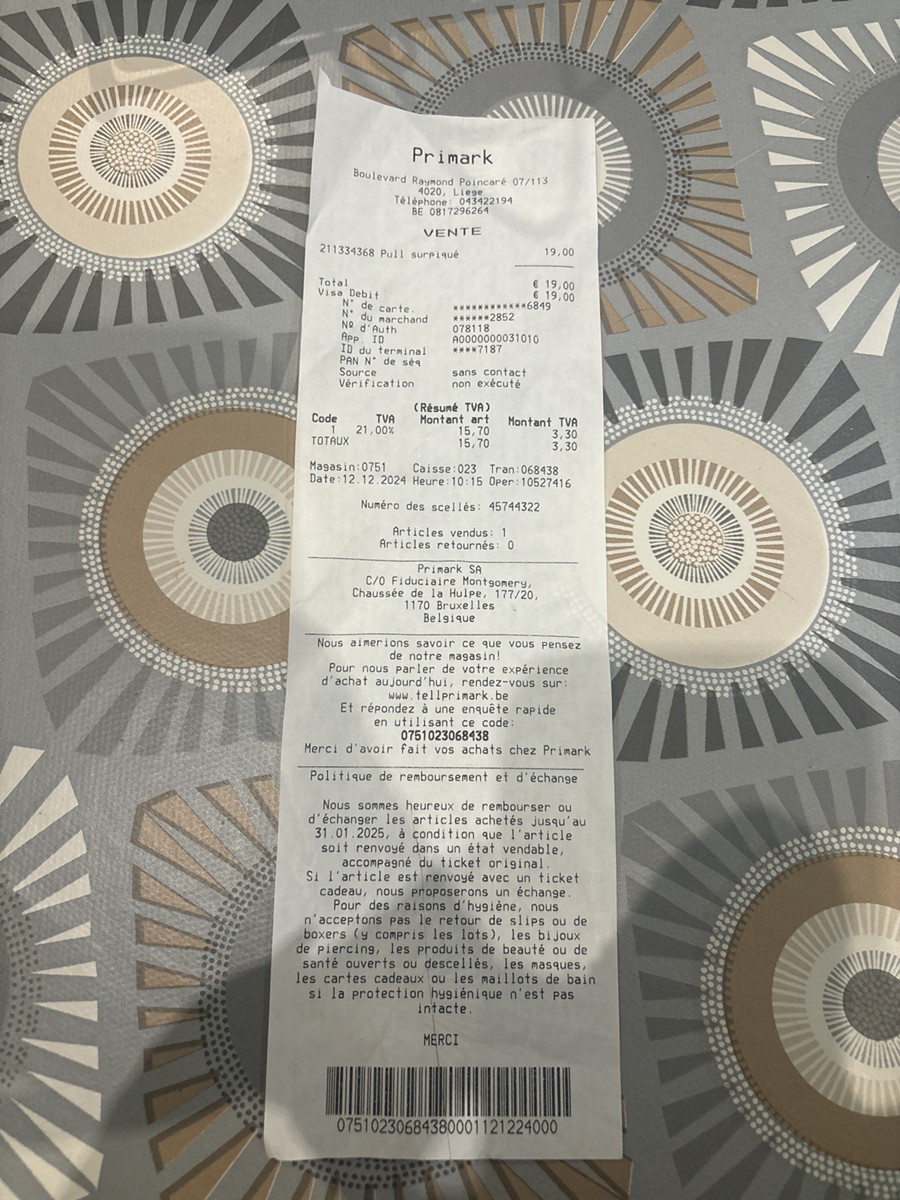 Primark
Boulevard Raymond Poincaré 07/113
4020, Liege
Téléphone: 043422194
BE 0817296264
VENTE
211334368 Pull surpiqué 19,00
Total € 19,00
Visa Debit € 19,00
N° de carte. ***********6849
N° du marchand ******2852
Nº d'Auth 078118
App. ID A0000000031010
ID du terminal ****7187
PAN N° de séq
Source sans contact
Vérification non exécuté
(Résumé TVA)
Code TVA Montant art Montant TVA
1 21,00% 15,70 3,30
TOTAUX 15,70 3,30
Magasin:0751 Caisse:023 Tran:068438
Date:12.12.2024 Heure:10:15 Oper:10527416
Numéro des scellés: 45744322
Articles vendus: 1
Articles retournés: 0
Primark SA
C/O Fiduciaire Montgomery,
Chaussée de la Hulpe, 177/20,
1170 Bruxelles
Belgique
Nous aimerions savoir ce que vous pensez
de notre magasin!
Pour nous parler de votre expérience
d'achat aujourd'hui, rendez-vous sur:
www.tellprimark.be
Et répondez à une enquête rapide
en utilisant ce code:
0751023068438
Merci d'avoir fait vos achats chez Primark
Politique de remboursement et d'échange
Nous sommes heureux de rembourser ou
d'échanger les articles achetés jusqu'au
31.01.2025, à condition que l'article
soit renvoyé dans un état vendable,
accompagné du ticket original.
Si l'article est renvoyé avec un ticket
cadeau, nous proposerons un échange.
Pour des raisons d'hygiène, nous
n'acceptons pas le retour de slips ou de
boxers (y compris les lots), les bijoux
de piercing, les produits de beauté ou de
santé ouverts ou descellés, les masques,
les cartes cadeaux ou les maillots de bain
si la protection hygiénique n'est pas
intacte.
MERCI
07510230684380001121224000